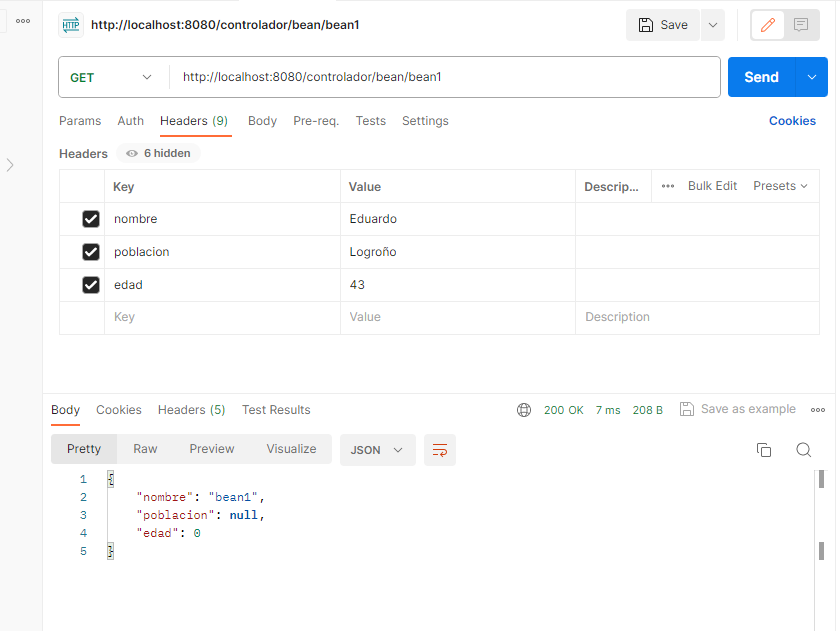 HTTP http://localhost:8080/controlador/bean/bean1 Save
GET http://localhost:8080/controlador/bean/bean1 Send
Params Auth Headers (9) Body Pre-req. Tests Settings Cookies
Headers 6 hidden
Key Value Descrip... Bulk Edit Presets
nombre Eduardo
poblacion Logroño
edad 43
Key Value Description
Body Cookies Headers (5) Test Results 200 OK 7 ms 208 B Save as example
Pretty Raw Preview Visualize JSON
1 {
2 "nombre": "bean1",
3 "poblacion": null,
4 "edad": 0
5 }